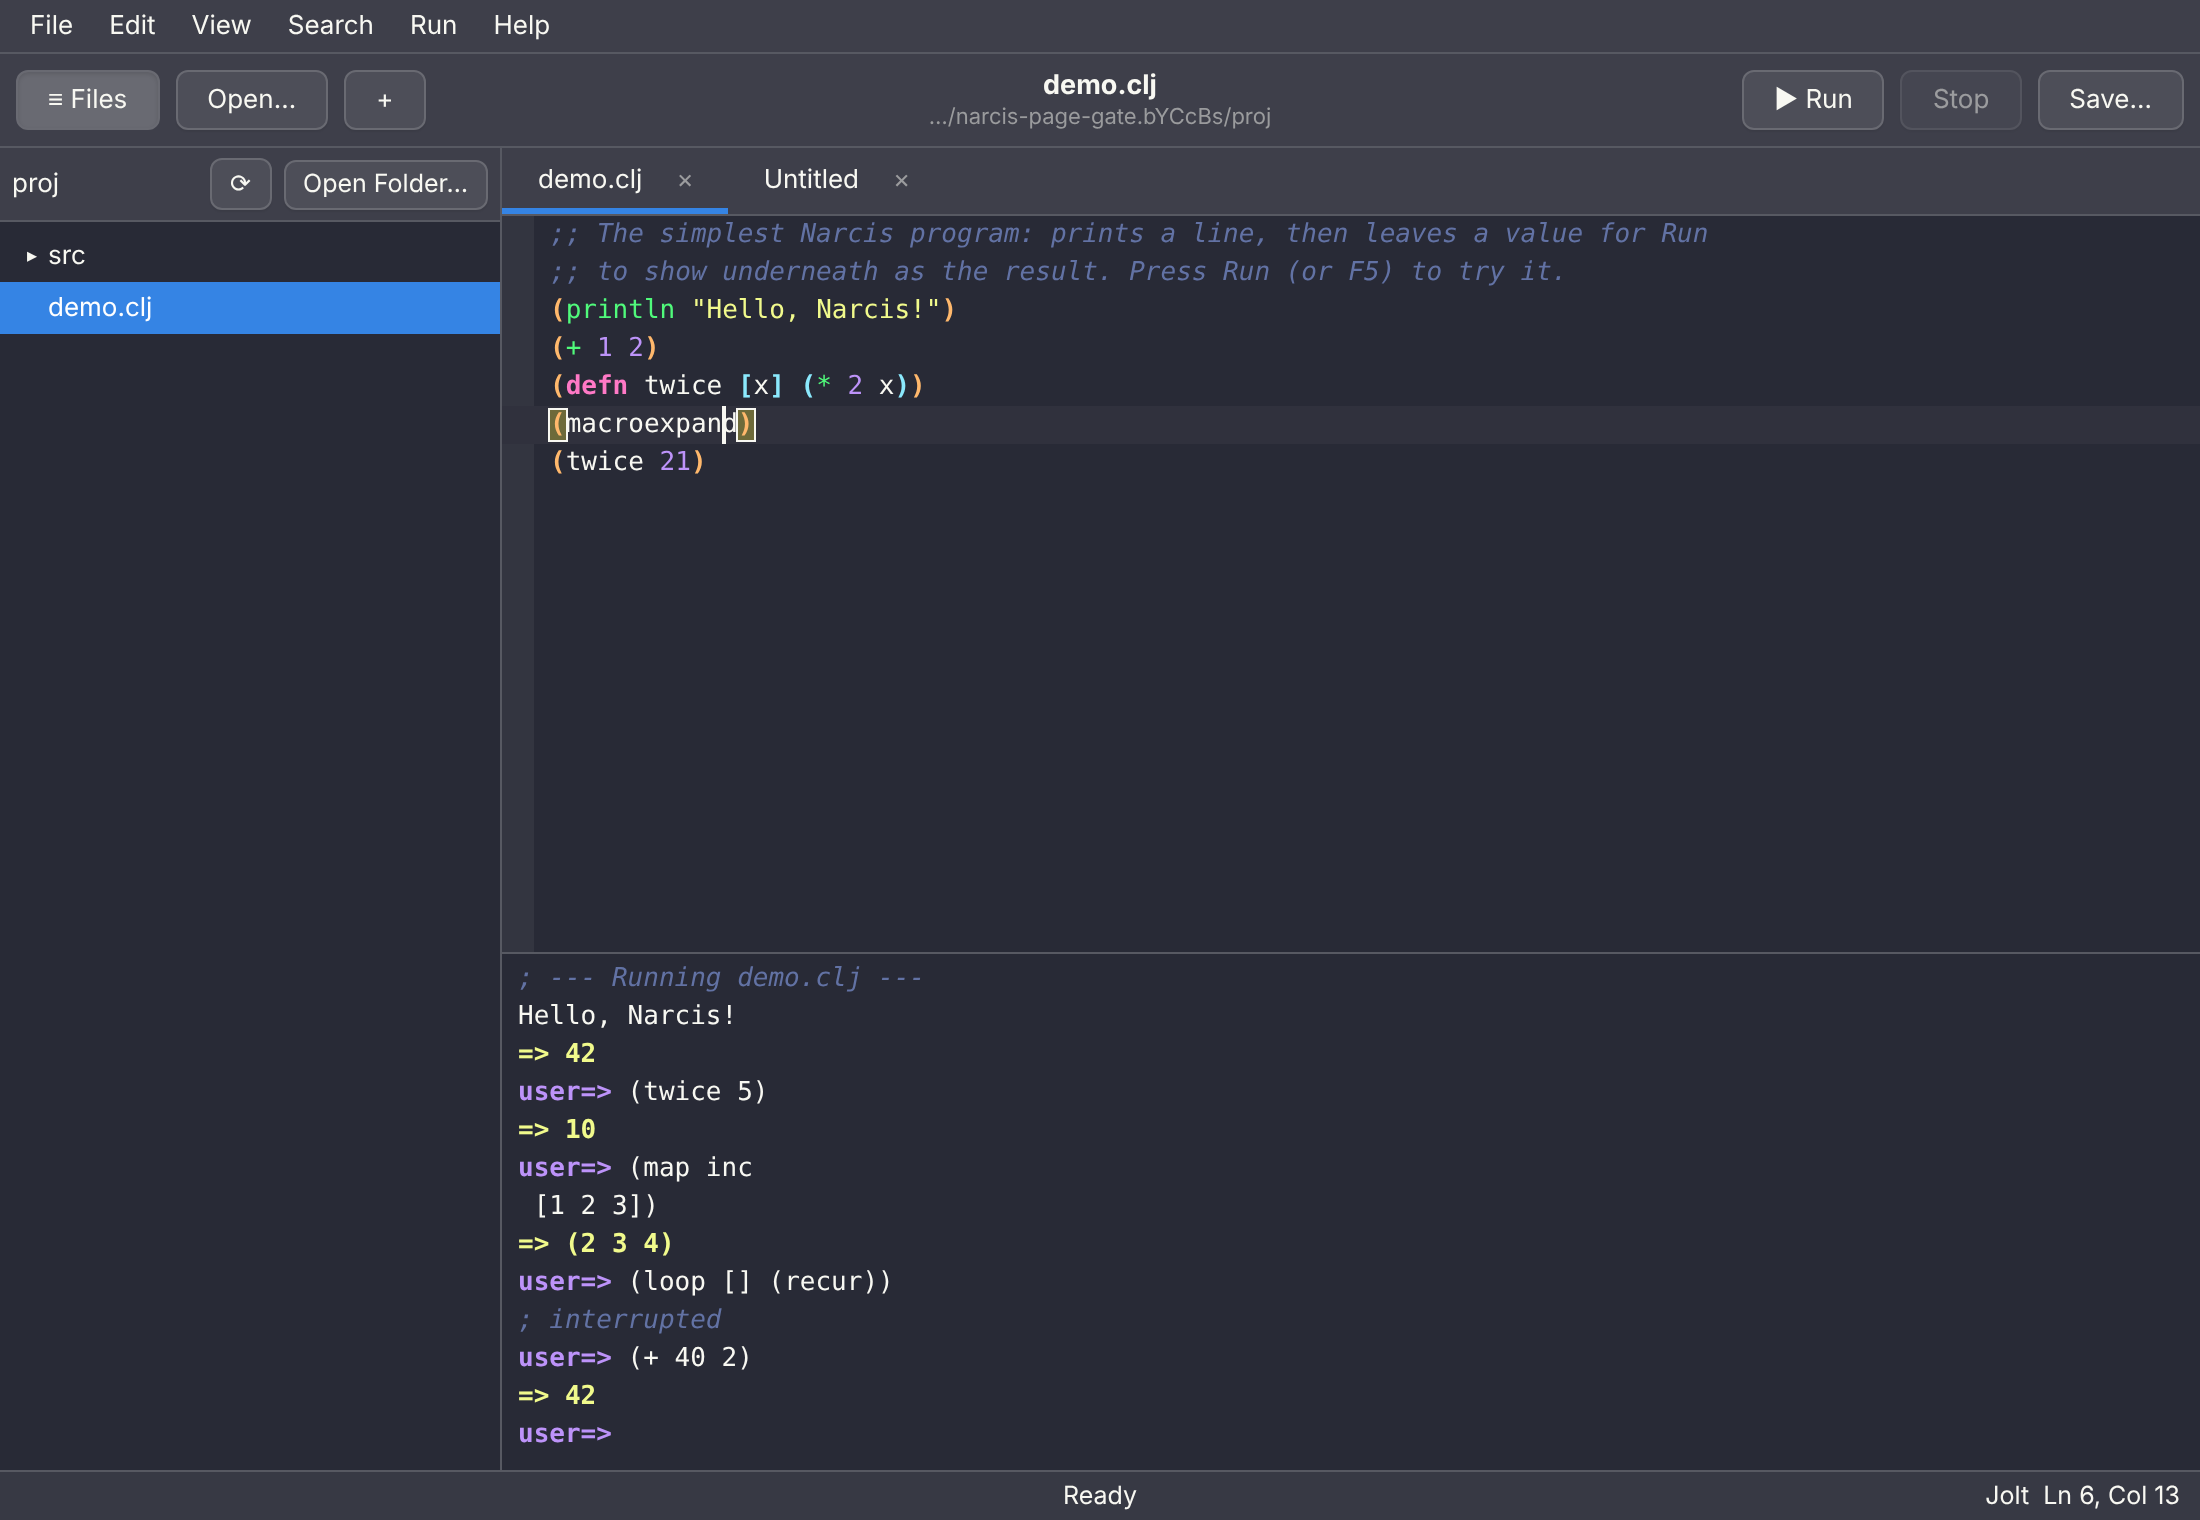 File Edit View Search Run Help
≡ Files Open... + demo.clj ▶ Run Stop Save...
.../narcis-page-gate.bYCcBs/proj
proj ⟳ Open Folder... demo.clj × Untitled ×
▸ src
demo.clj
;; The simplest Narcis program: prints a line, then leaves a value for Run
;; to show underneath as the result. Press Run (or F5) to try it.
(println "Hello, Narcis!")
(+ 1 2)
(defn twice [x] (* 2 x))
(macroexpand)
(twice 21)
; --- Running demo.clj ---
Hello, Narcis!
=> 42
user=> (twice 5)
=> 10
user=> (map inc
 [1 2 3])
=> (2 3 4)
user=> (loop [] (recur))
; interrupted
user=> (+ 40 2)
=> 42
user=>
Ready Jolt Ln 6, Col 13